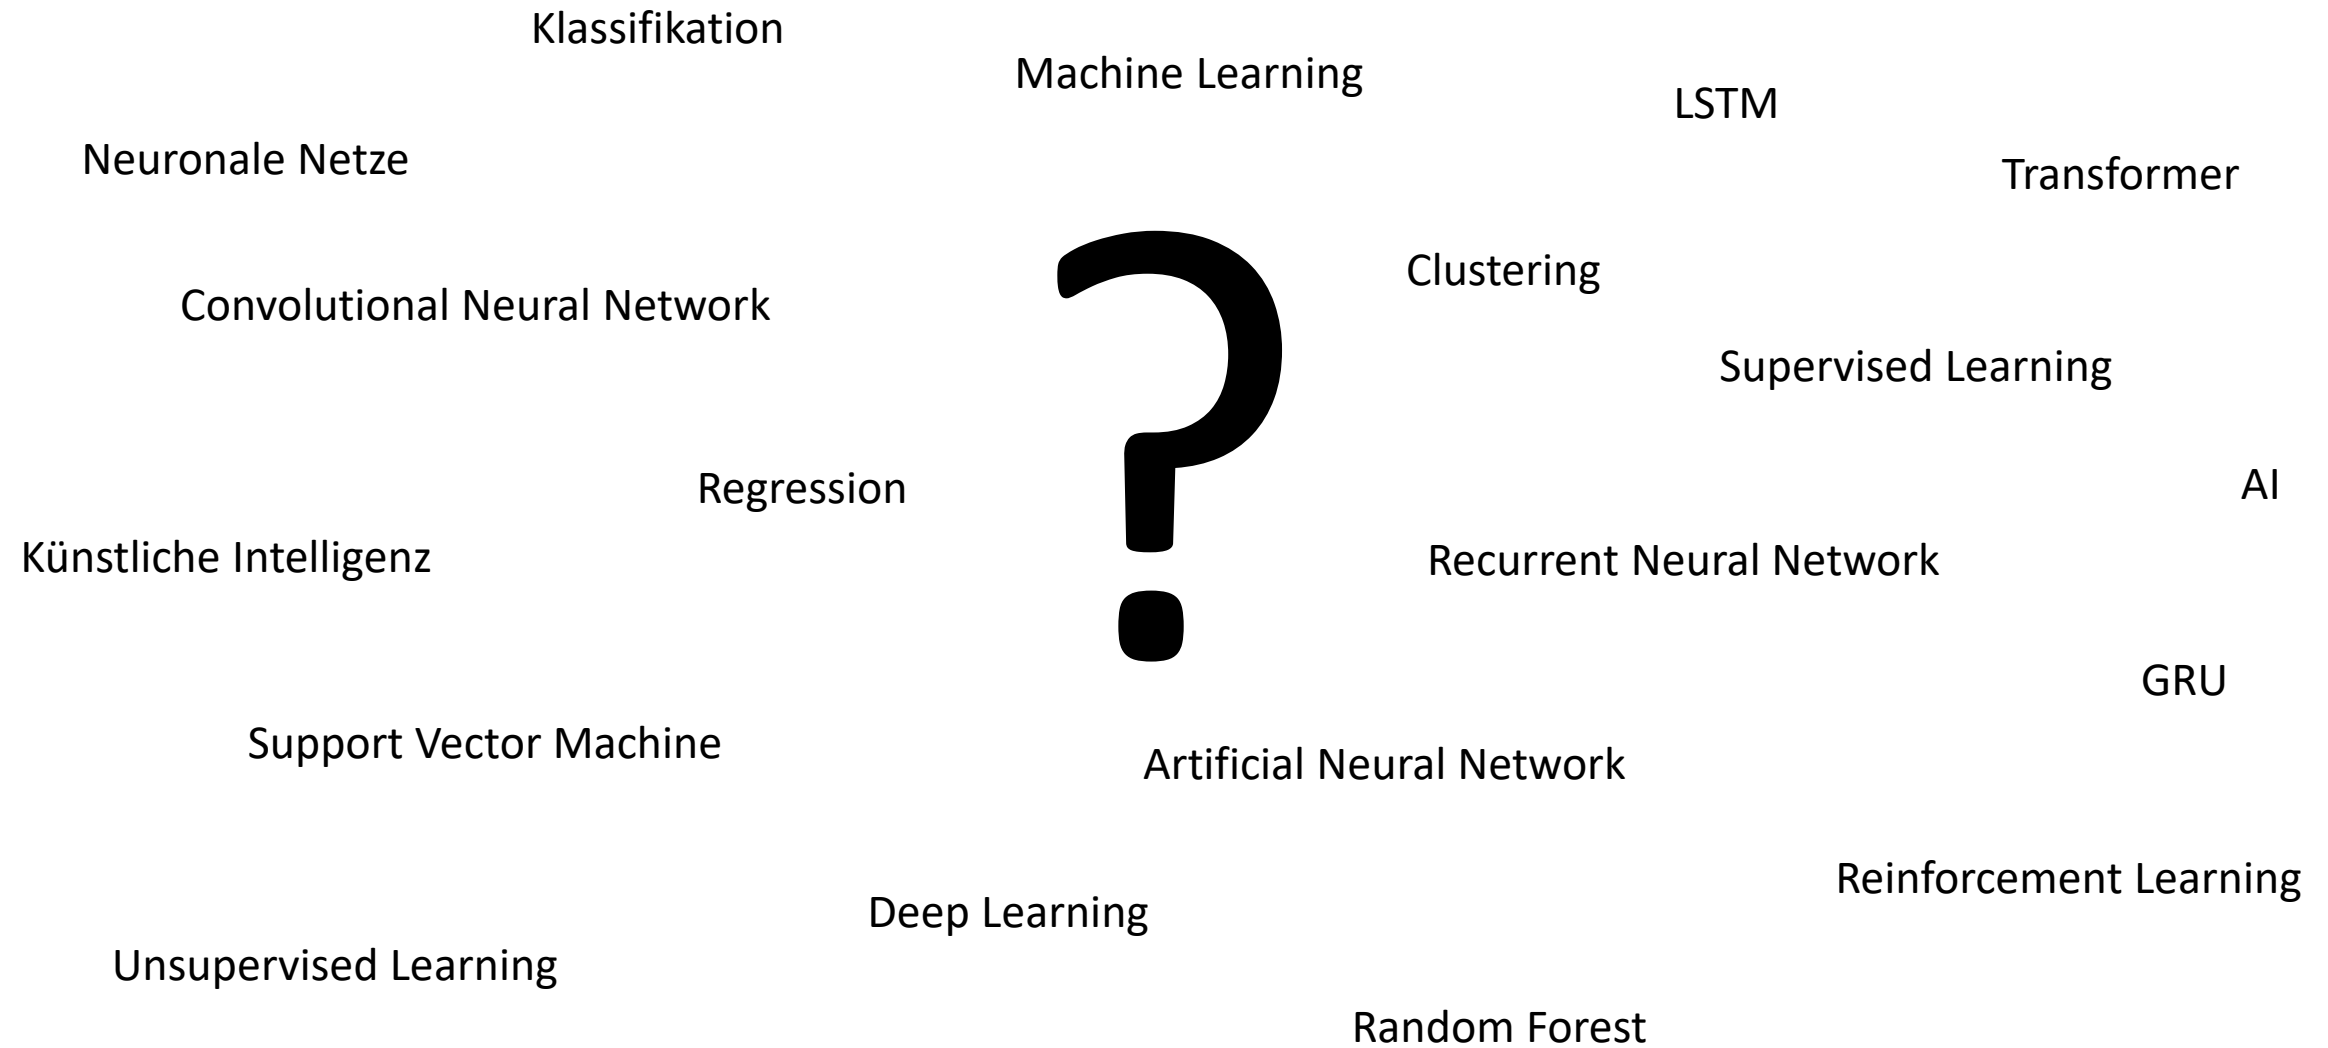 Klassifikation
Machine Learning
LSTM
Neuronale Netze
Transformer
Clustering
Convolutional Neural Network
?
Supervised Learning
Regression
AI
Künstliche Intelligenz
Recurrent Neural Network
GRU
Support Vector Machine
Artificial Neural Network
Reinforcement Learning
Deep Learning
Unsupervised Learning
Random Forest